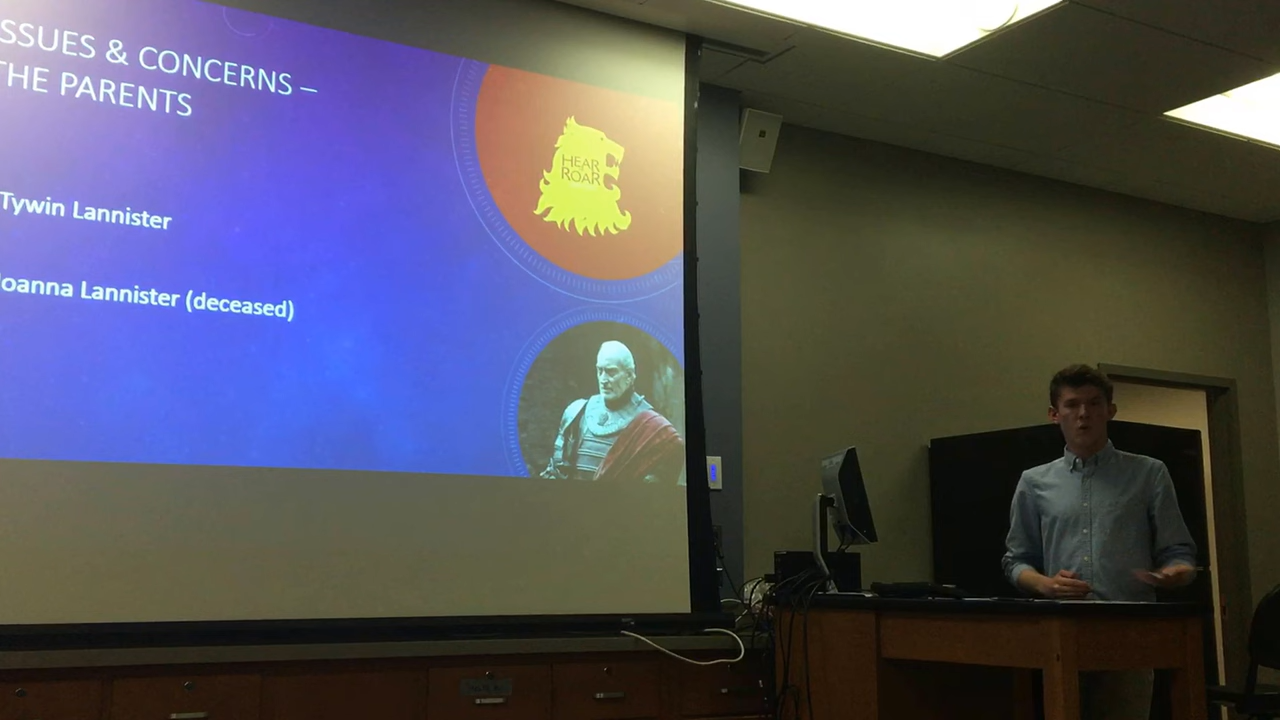 SSUES & CONCERNS –
THE PARENTS
Tywin Lannister
Joanna Lannister (deceased)
HEAR
ROAR